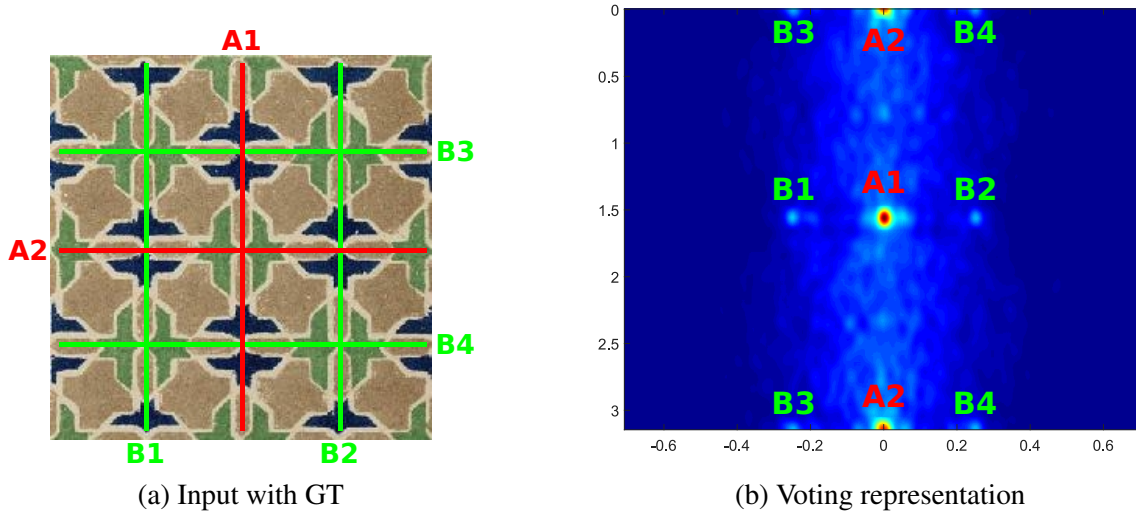 A1
B3
A2
B4
B1
B2
(a) Input with GT
0
0.5
1
1.5
2
2.5
3
B3
A2
B4
B1
A1
B2
B3
A2
B4
-0.6
-0.4
-0.2
0
0.2
0.4
0.6
(b) Voting representation